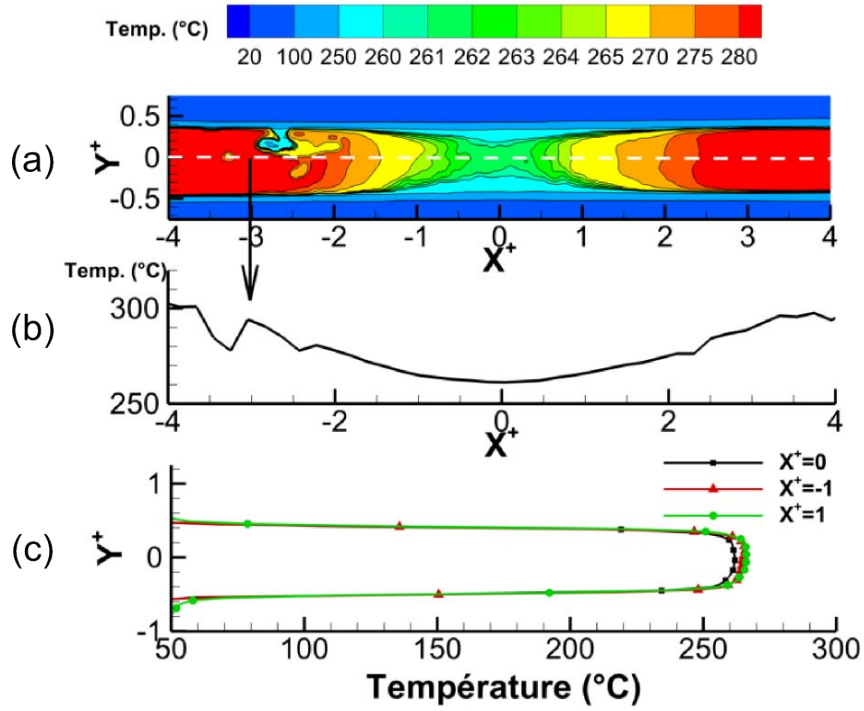 Temp. (°C)
20 100 250 260 261 262 263 264 265 270 275 280
(a)
Y⁺
0.5
0
-0.5
-4 -3 -2 -1 0 1 2 3 4
X⁺
Temp. (°C)
(b)
300
250
-4 -2 0 2 4
X⁺
(c)
Y⁺
1
0
-1
X⁺=0
X⁺=-1
X⁺=1
50 100 150 200 250 300
Température (°C)